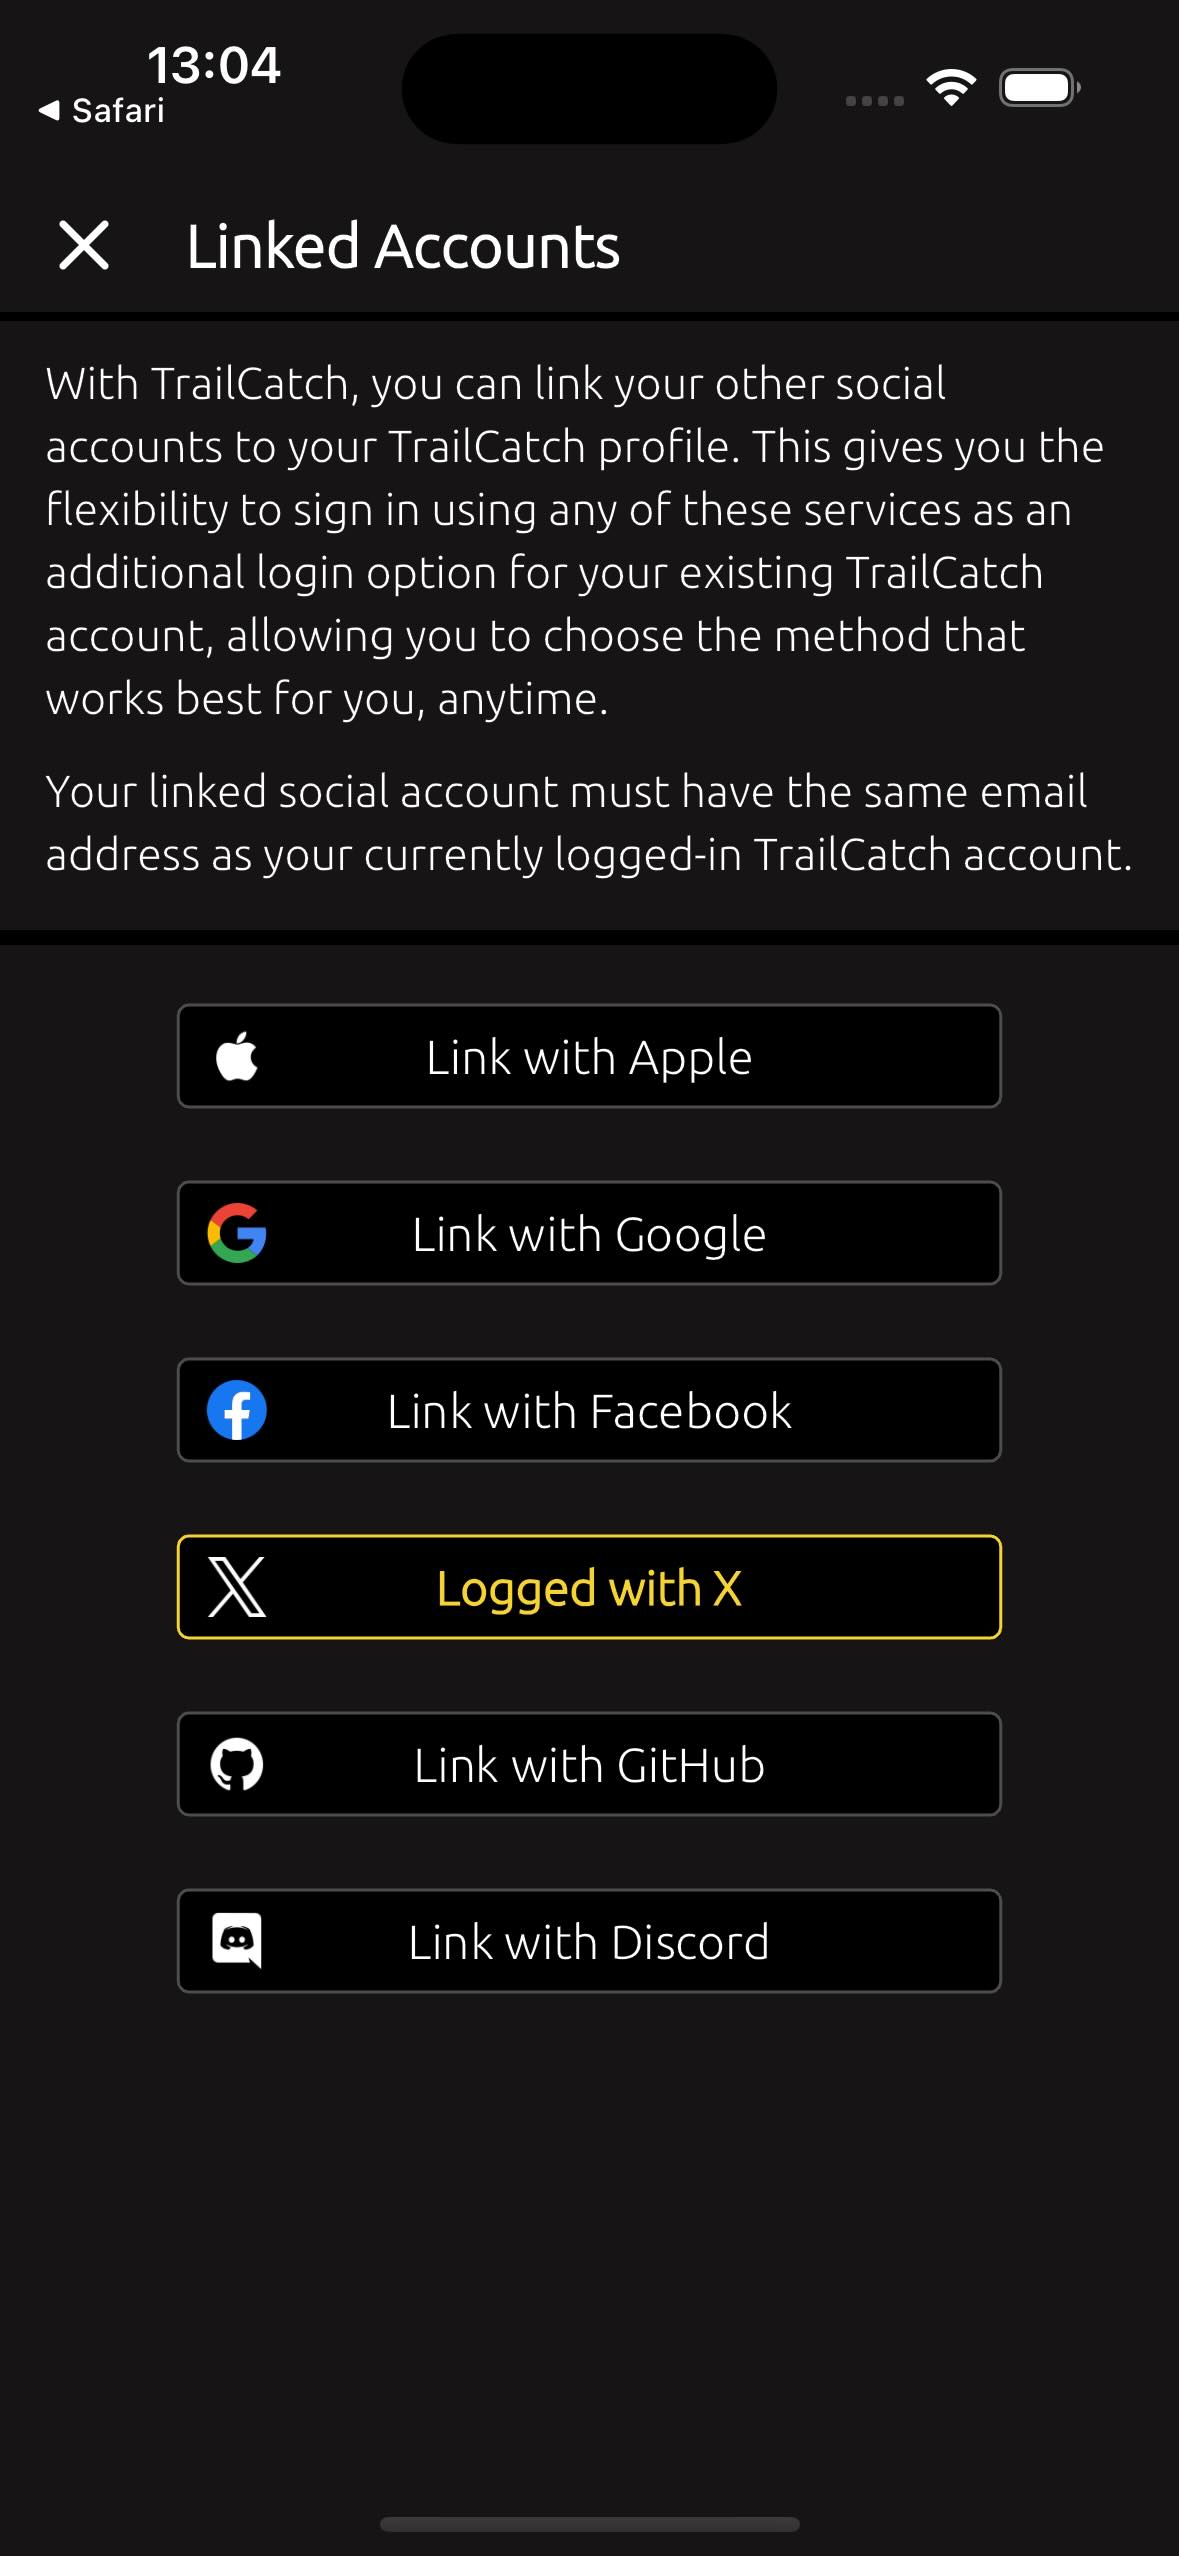 13:04
Safari
Linked Accounts
With TrailCatch, you can link your other social
accounts to your TrailCatch profile. This gives you the
flexibility to sign in using any of these services as an
additional login option for your existing TrailCatch
account, allowing you to choose the method that
works best for you, anytime.
Your linked social account must have the same email
address as your currently logged-in TrailCatch account.
Link with Apple
Link with Google
Link with Facebook
Logged with X
Link with GitHub
Link with Discord